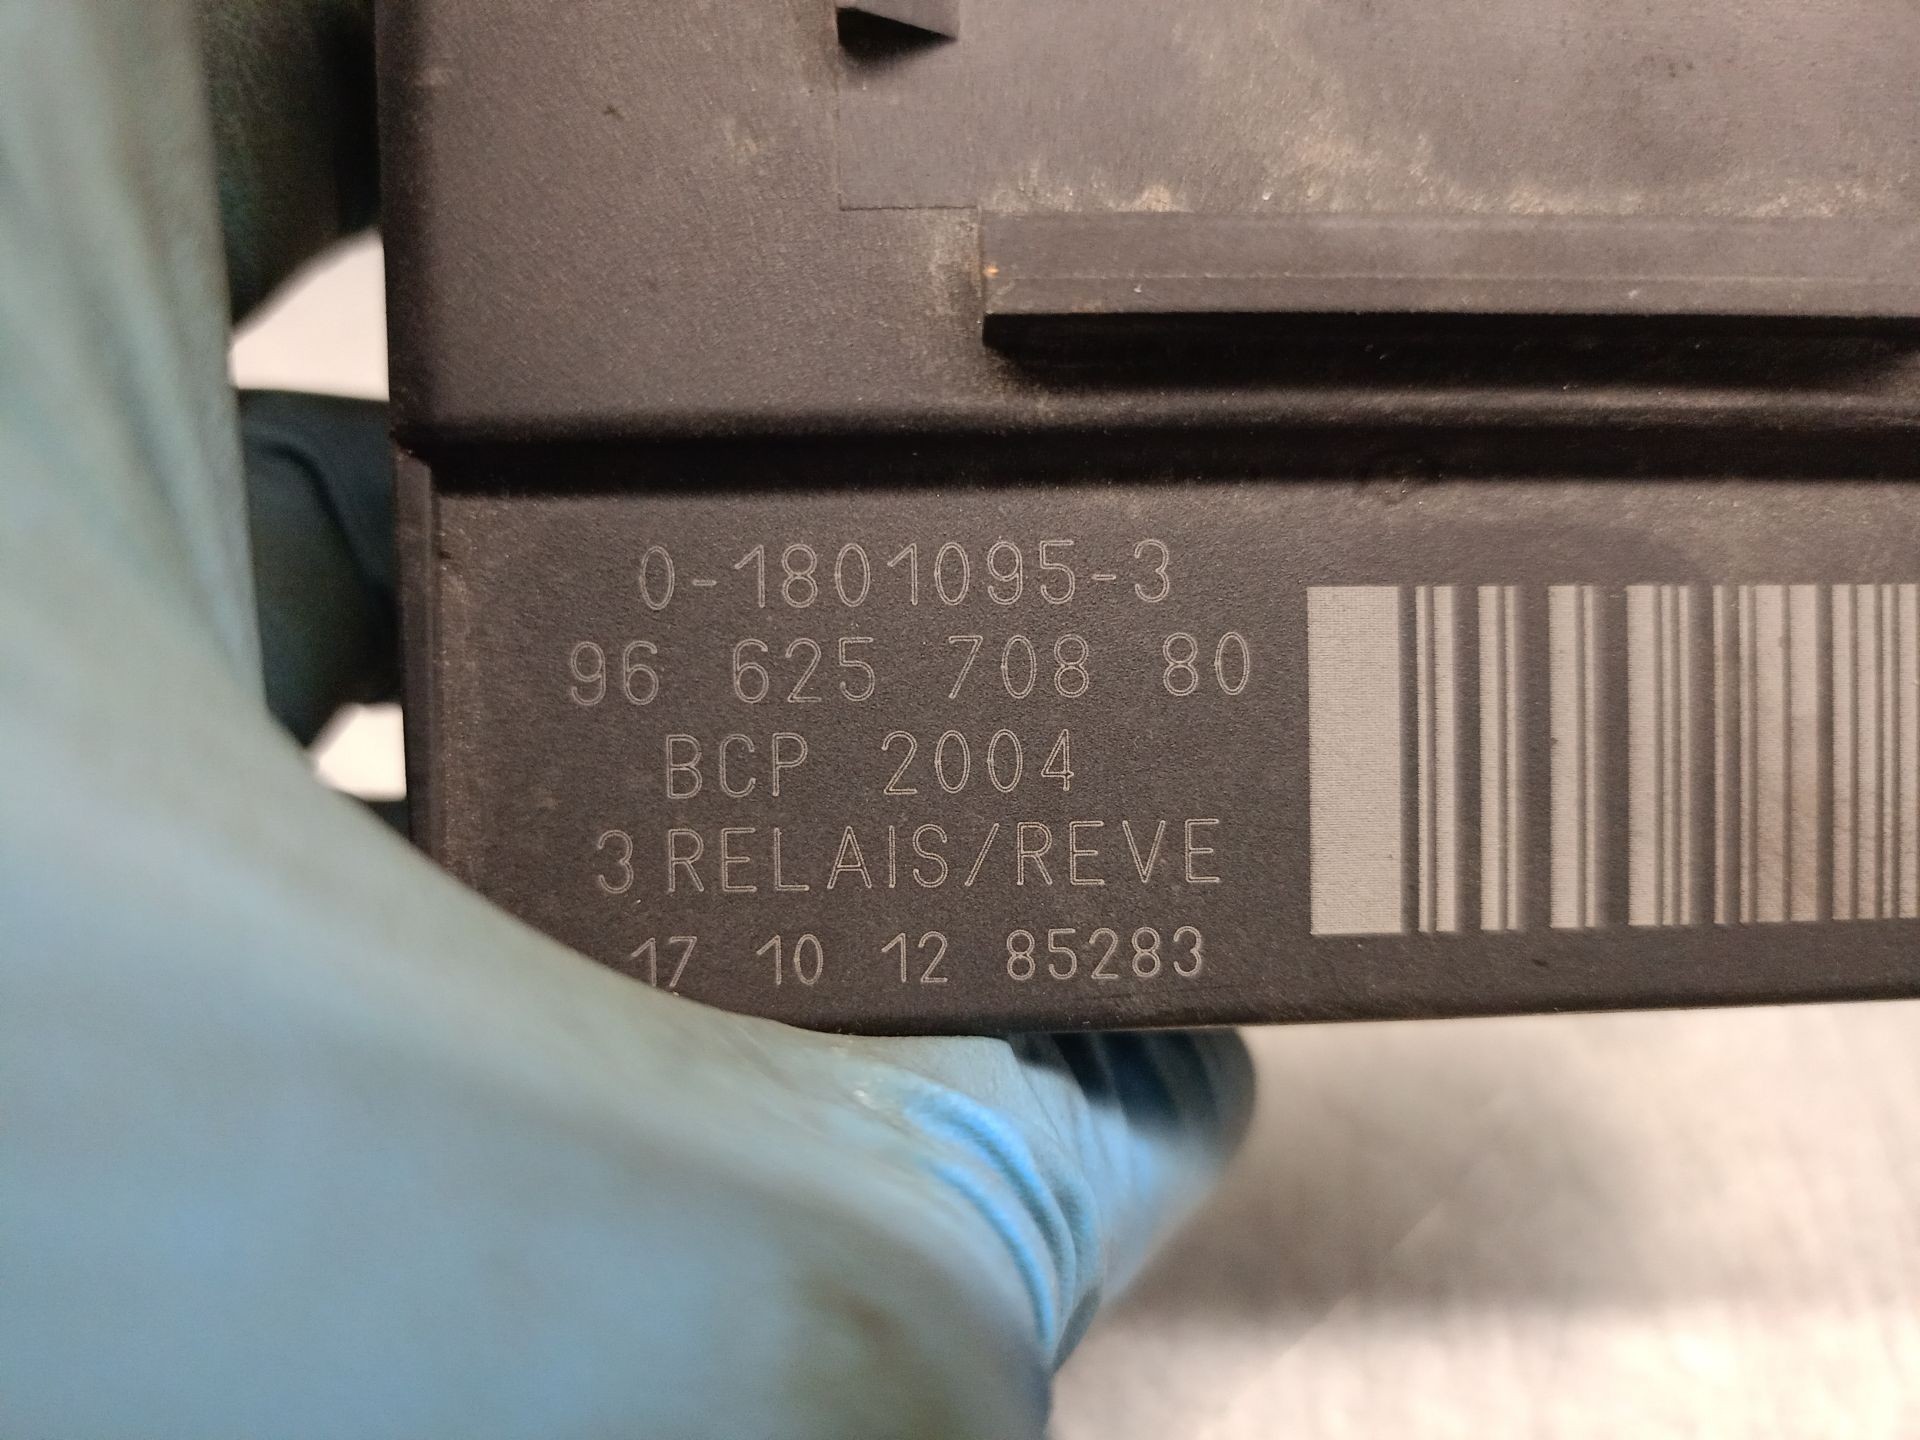 0-1801095-3
96 625 708 80
BCP 2004
3 RELAIS/REVE
17 10 12 85283